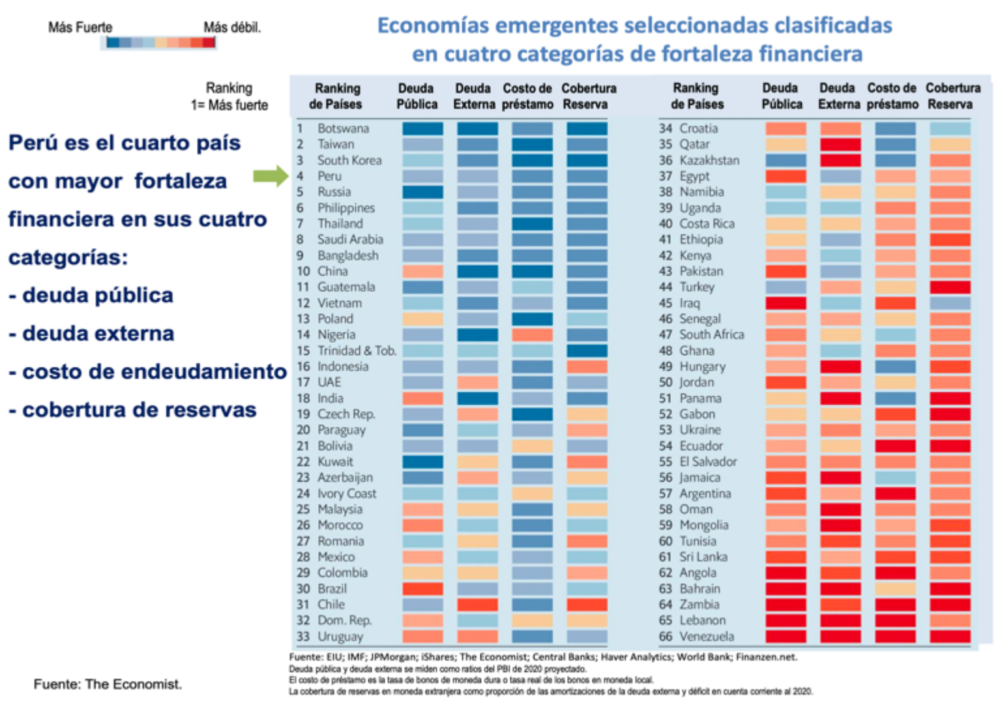 Más Fuerte Más débil.
Economías emergentes seleccionadas clasificadas
en cuatro categorías de fortaleza financiera
Ranking
1= Más fuerte
Perú es el cuarto país
con mayor fortaleza
financiera en sus cuatro
categorías:
- deuda pública
- deuda externa
- costo de endeudamiento
- cobertura de reservas
Ranking Deuda Deuda Costo de Cobertura
de Países Pública Externa préstamo Reserva
1 Botswana
2 Taiwan
3 South Korea
4 Peru
5 Russia
6 Philippines
7 Thailand
8 Saudi Arabia
9 Bangladesh
10 China
11 Guatemala
12 Vietnam
13 Poland
14 Nigeria
15 Trinidad & Tob.
16 Indonesia
17 UAE
18 India
19 Czech Rep.
20 Paraguay
21 Bolivia
22 Kuwait
23 Azerbaijan
24 Ivory Coast
25 Malaysia
26 Morocco
27 Romania
28 Mexico
29 Colombia
30 Brazil
31 Chile
32 Dom. Rep.
33 Uruguay
Ranking Deuda Deuda Costo de Cobertura
de Países Pública Externa préstamo Reserva
34 Croatia
35 Qatar
36 Kazakhstan
37 Egypt
38 Namibia
39 Uganda
40 Costa Rica
41 Ethiopia
42 Kenya
43 Pakistan
44 Turkey
45 Iraq
46 Senegal
47 South Africa
48 Ghana
49 Hungary
50 Jordan
51 Panama
52 Gabon
53 Ukraine
54 Ecuador
55 El Salvador
56 Jamaica
57 Argentina
58 Oman
59 Mongolia
60 Tunisia
61 Sri Lanka
62 Angola
63 Bahrain
64 Zambia
65 Lebanon
66 Venezuela
Fuente: EIU; IMF; JPMorgan; iShares; The Economist; Central Banks; Haver Analytics; World Bank; Finanzen.net.
Deuda pública y deuda externa se miden como ratios del PBI de 2020 proyectado.
El costo de préstamo es la tasa de bonos de moneda dura o tasa real de los bonos en moneda local.
La cobertura de reservas en moneda extranjera como proporción de las amortizaciones de la deuda externa y déficit en cuenta corriente al 2020.
Fuente: The Economist.